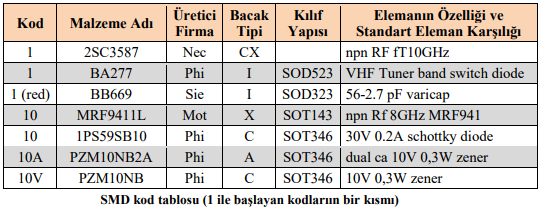 Kod Malzeme Adı Üretici Firma Bacak Tipi Kılıf Yapısı Elemanın Özelliği ve Standart Eleman Karşılığı
1 2SC3587 Nec CX npn RF fT10GHz
1 BA277 Phi I SOD523 VHF Tuner band switch diode
1 (red) BB669 Sie I SOD323 56-2.7 pF varicap
10 MRF9411L Mot X SOT143 npn Rf 8GHz MRF941
10 1PS59SB10 Phi C SOT346 30V 0.2A schottky diode
10A PZM10NB2A Phi A SOT346 dual ca 10V 0,3W zener
10V PZM10NB Phi C SOT346 10V 0,3W zener
SMD kod tablosu (1 ile başlayan kodlarıın bir kısmı)